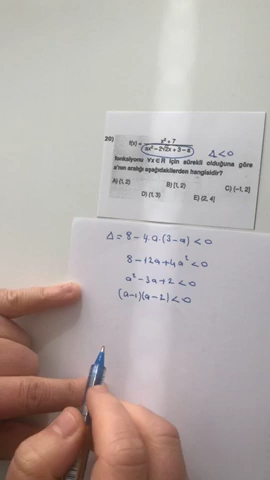 20)
f(x) = x² + 7 / ax² − 2√2x + 3 − a
Δ < 0
fonksiyonu ∀x ∈ R için sürekli olduğuna göre
a'nın aralığı aşağıdakilerden hangisidir?
A) (1, 2) B) [1, 2) C) (−1, 2]
D) (1, 3) E) (2, 4]
Δ = 8 − 4.a.(3 − a) < 0
8 − 12a + 4a² < 0
a² − 3a + 2 < 0
(a−1)(a−2) < 0